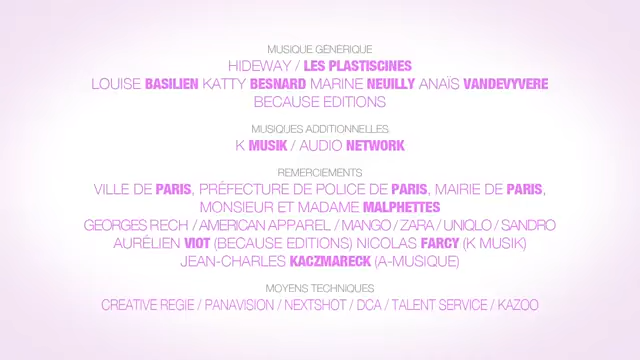 MUSIQUE GENERIQUE
HIDEWAY / LES PLASTISCINES
LOUISE BASILIEN KATTY BESNARD MARINE NEUILLY ANAÏS VANDEVYVERE
BECAUSE EDITIONS
MUSIQUES ADDITIONNELLES
K MUSIK / AUDIO NETWORK
REMERCIEMENTS
VILLE DE PARIS, PRÉFECTURE DE POLICE DE PARIS, MAIRIE DE PARIS,
MONSIEUR ET MADAME MALPHETTES
GEORGES RECH / AMERICAN APPAREL / MANGO / ZARA / UNIQLO / SANDRO
AURÉLIEN VIOT (BECAUSE EDITIONS) NICOLAS FARCY (K MUSIK)
JEAN-CHARLES KACZMARECK (A-MUSIQUE)
MOYENS TECHNIQUES
CREATIVE REGIE / PANAVISION / NEXTSHOT / DCA / TALENT SERVICE / KAZOO